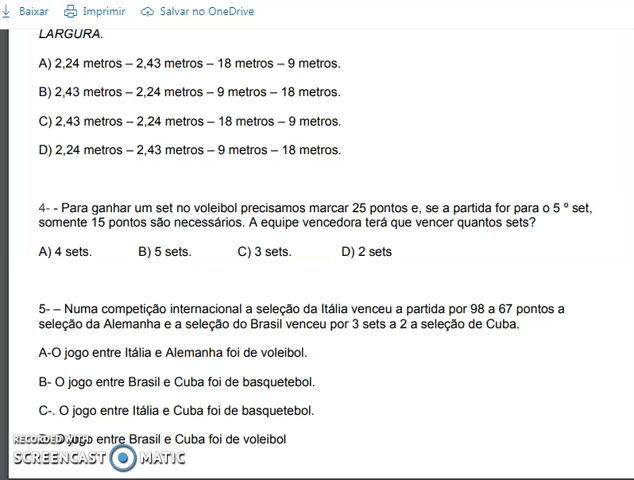 Baixar Imprimir Salvar no OneDrive
LARGURA.
A) 2,24 metros – 2,43 metros – 18 metros – 9 metros.
B) 2,43 metros – 2,24 metros – 9 metros – 18 metros.
C) 2,43 metros – 2,24 metros – 18 metros – 9 metros.
D) 2,24 metros – 2,43 metros – 9 metros – 18 metros.
4- - Para ganhar um set no voleibol precisamos marcar 25 pontos e, se a partida for para o 5 º set,
somente 15 pontos são necessários. A equipe vencedora terá que vencer quantos sets?
A) 4 sets. B) 5 sets. C) 3 sets. D) 2 sets
5- – Numa competição internacional a seleção da Itália venceu a partida por 98 a 67 pontos a
seleção da Alemanha e a seleção do Brasil venceu por 3 sets a 2 a seleção de Cuba.
A-O jogo entre Itália e Alemanha foi de voleibol.
B- O jogo entre Brasil e Cuba foi de basquetebol.
C-. O jogo entre Itália e Cuba foi de basquetebol.
O jogo entre Brasil e Cuba foi de voleibol
RECORDED WITH
SCREENCAST MATIC